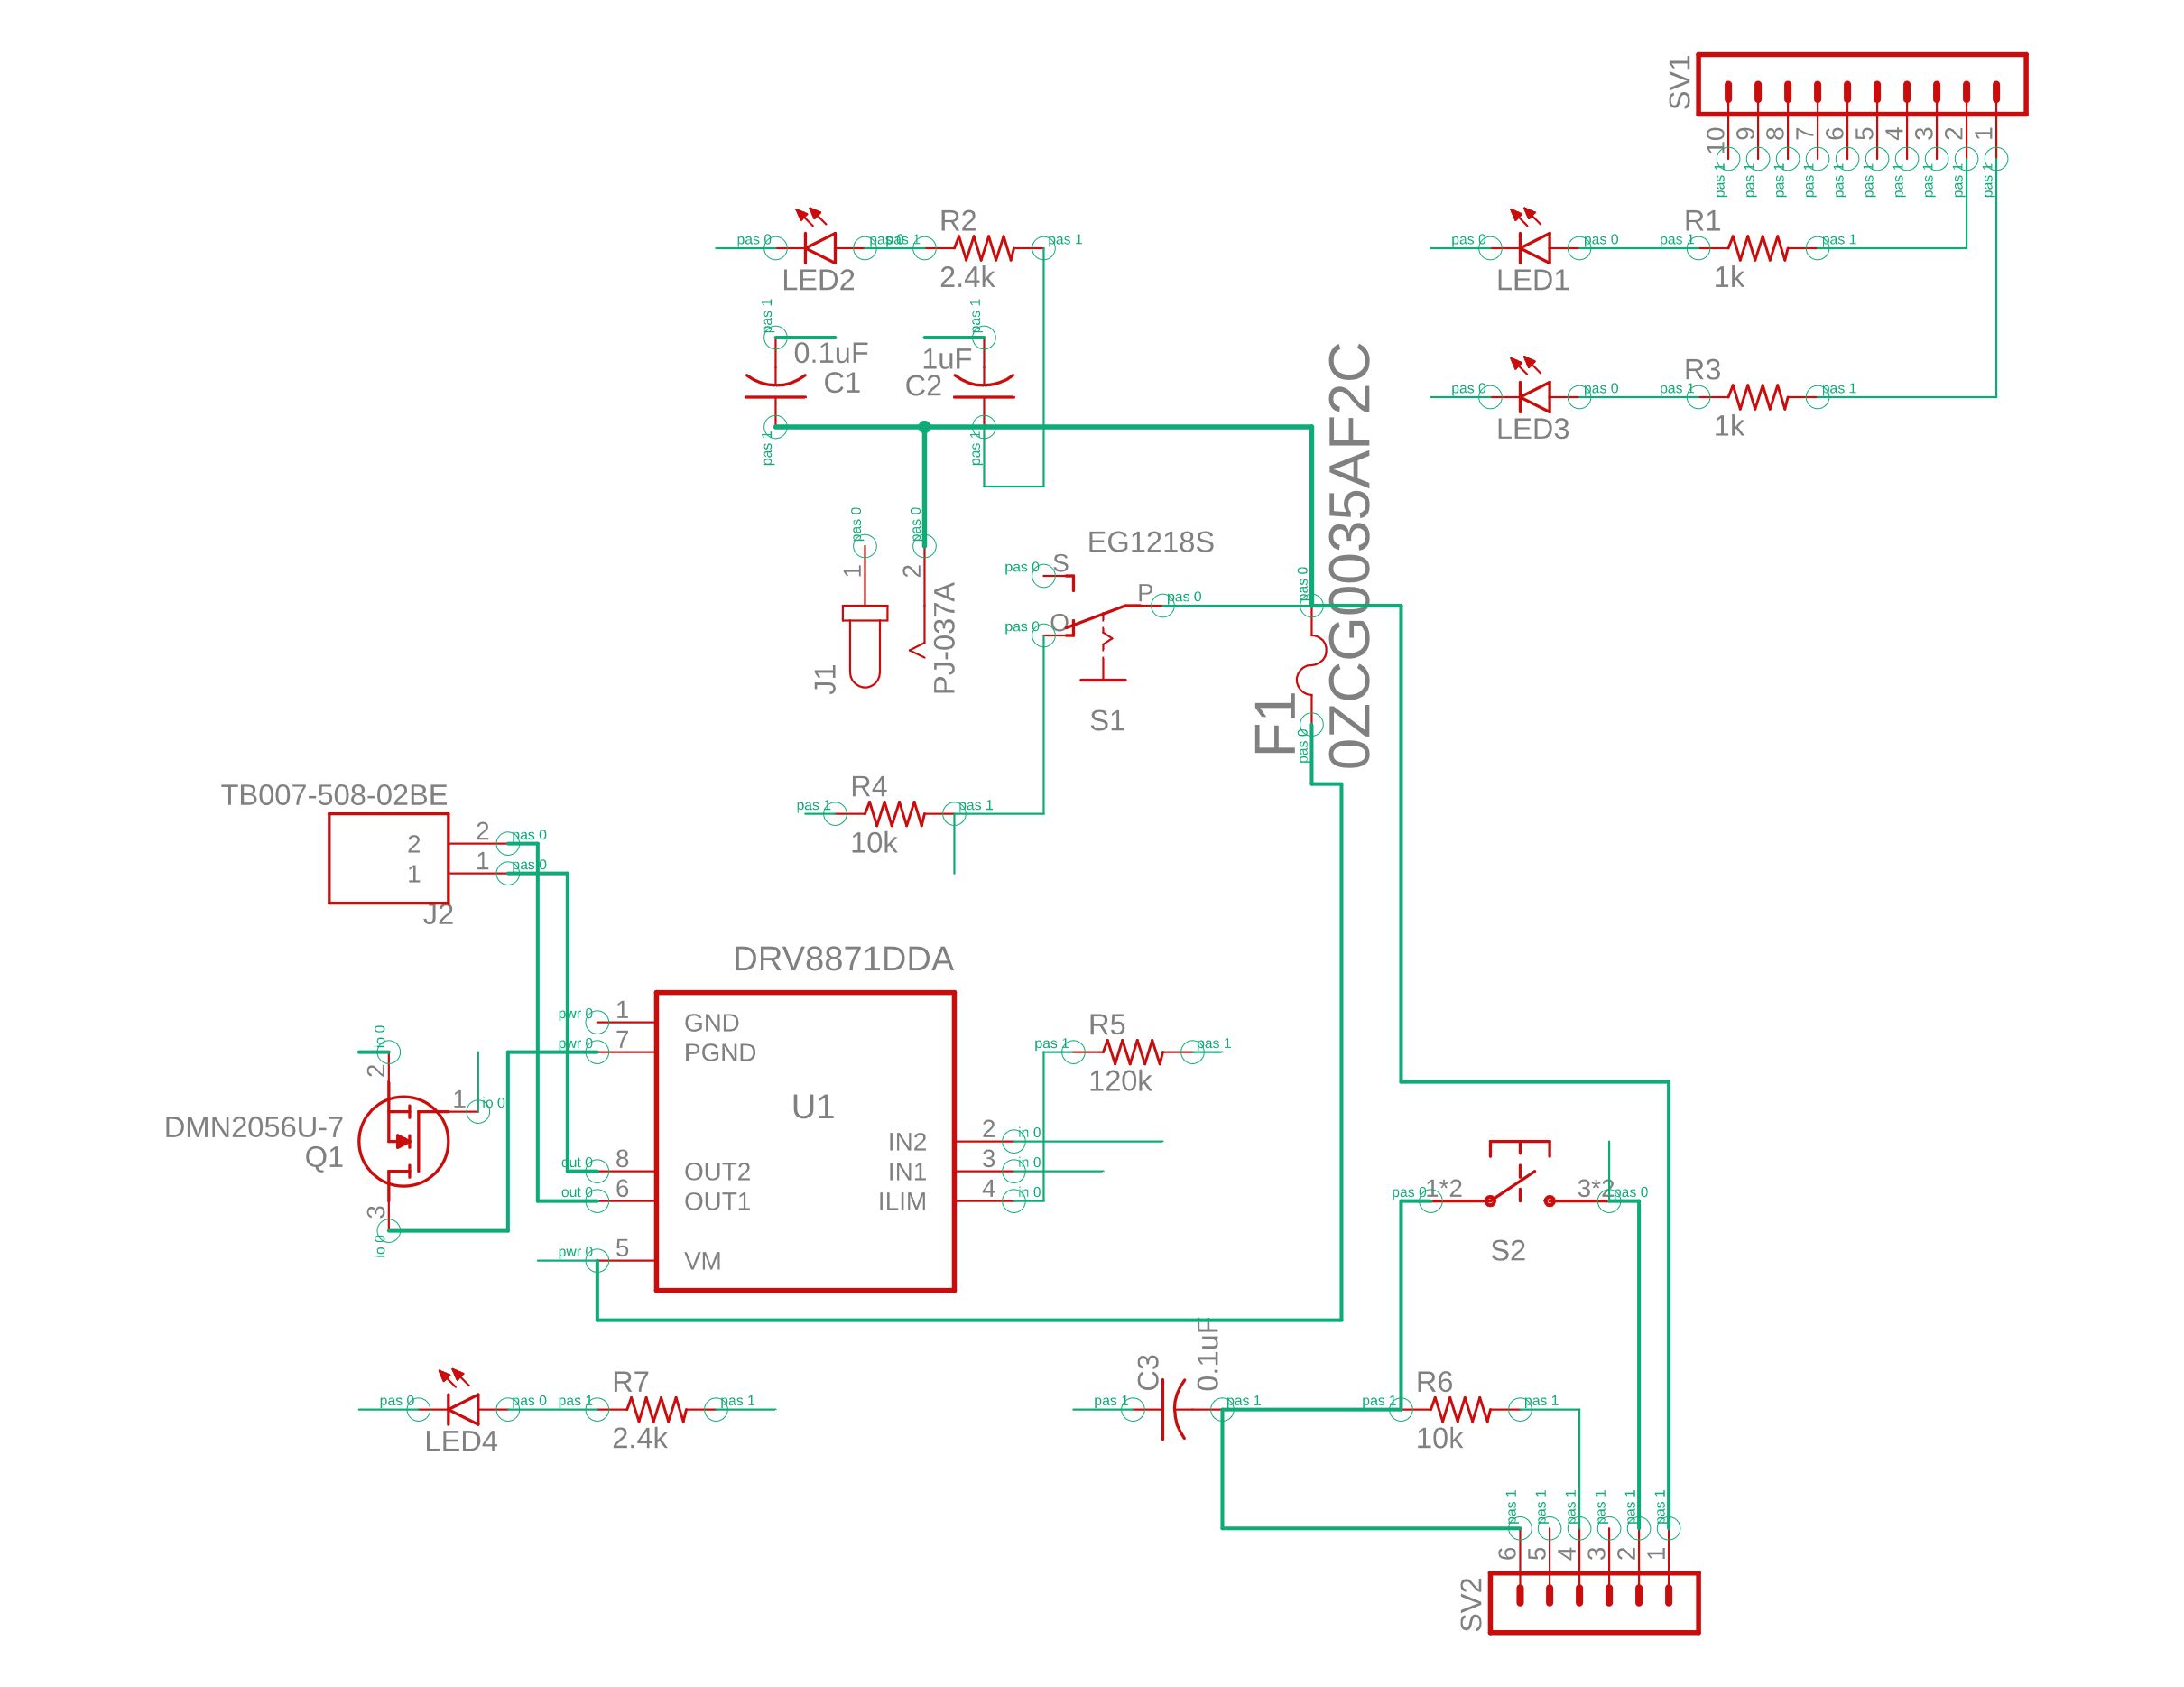 SV1
10
9
8
7
6
5
4
3
2
1
pas 1
pas 1
pas 1
pas 1
pas 1
pas 1
pas 1
pas 1
pas 1
pas 1
pas 0
pas 0
pas 1
R2
pas 1
LED2
2.4k
pas 0
pas 0
pas 1
R1
pas 1
LED1
1k
pas 1
pas 1
0.1uF
C1
1uF
C2
pas 1
pas 1
pas 0
pas 0
pas 1
R3
pas 1
LED3
1k
pas 0
pas 0
1
2
J1
PJ-037A
EG1218S
pas 0
S
P
pas 0
pas 0
O
S1
pas 0
F1
0ZCG0035AF2C
pas 0
R4
pas 1
pas 1
10k
TB007-508-02BE
2
2
pas 0
1
1
pas 0
J2
DRV8871DDA
pwr 0
1
GND
pwr 0
7
PGND
U1
IN2
2
in 0
out 0
8
OUT2
IN1
3
in 0
out 0
6
OUT1
ILIM
4
in 0
pwr 0
5
VM
R5
pas 1
pas 1
120k
io 0
2
1
io 0
DMN2056U-7
Q1
3
io 0
pas 0
1*2
3*2
pas 0
S2
pas 0
pas 0
pas 1
R7
pas 1
LED4
2.4k
C3
0.1uF
pas 1
pas 1
pas 1
R6
pas 1
10k
pas 1
pas 1
pas 1
pas 1
pas 1
pas 1
6
5
4
3
2
1
SV2